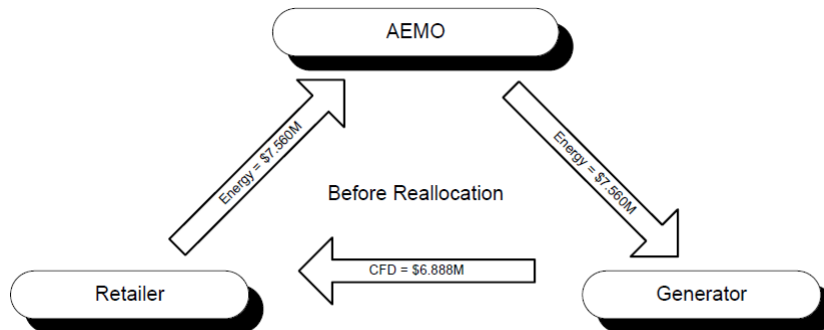 AEMO
Energy = $7.560M
Energy = $7.560M
Before Reallocation
CFD = $6.888M
Retailer
Generator